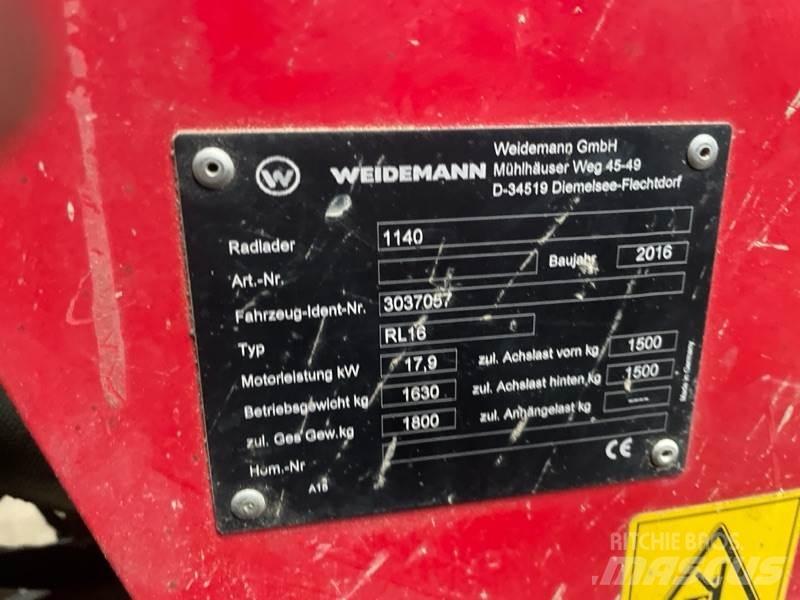 W WEIDEMANN
Weidemann GmbH
Mühlhäuser Weg 45-49
D-34519 Diemelsee-Flechtdorf
Radlader 1140
Art.-Nr. Baujahr 2016
Fahrzeug-Ident-Nr. 3037057
Typ RL16
Motorleistung kW 17,9 zul. Achslast vorn kg 1500
Betriebsgewicht kg 1630 zul. Achslast hinten kg 1500
zul. Ges Gew.kg 1800 zul. Anhängelast kg ----
Hom.-Nr
A16
CE
Made in Germany
RITCHIE BROS.
MASCUS